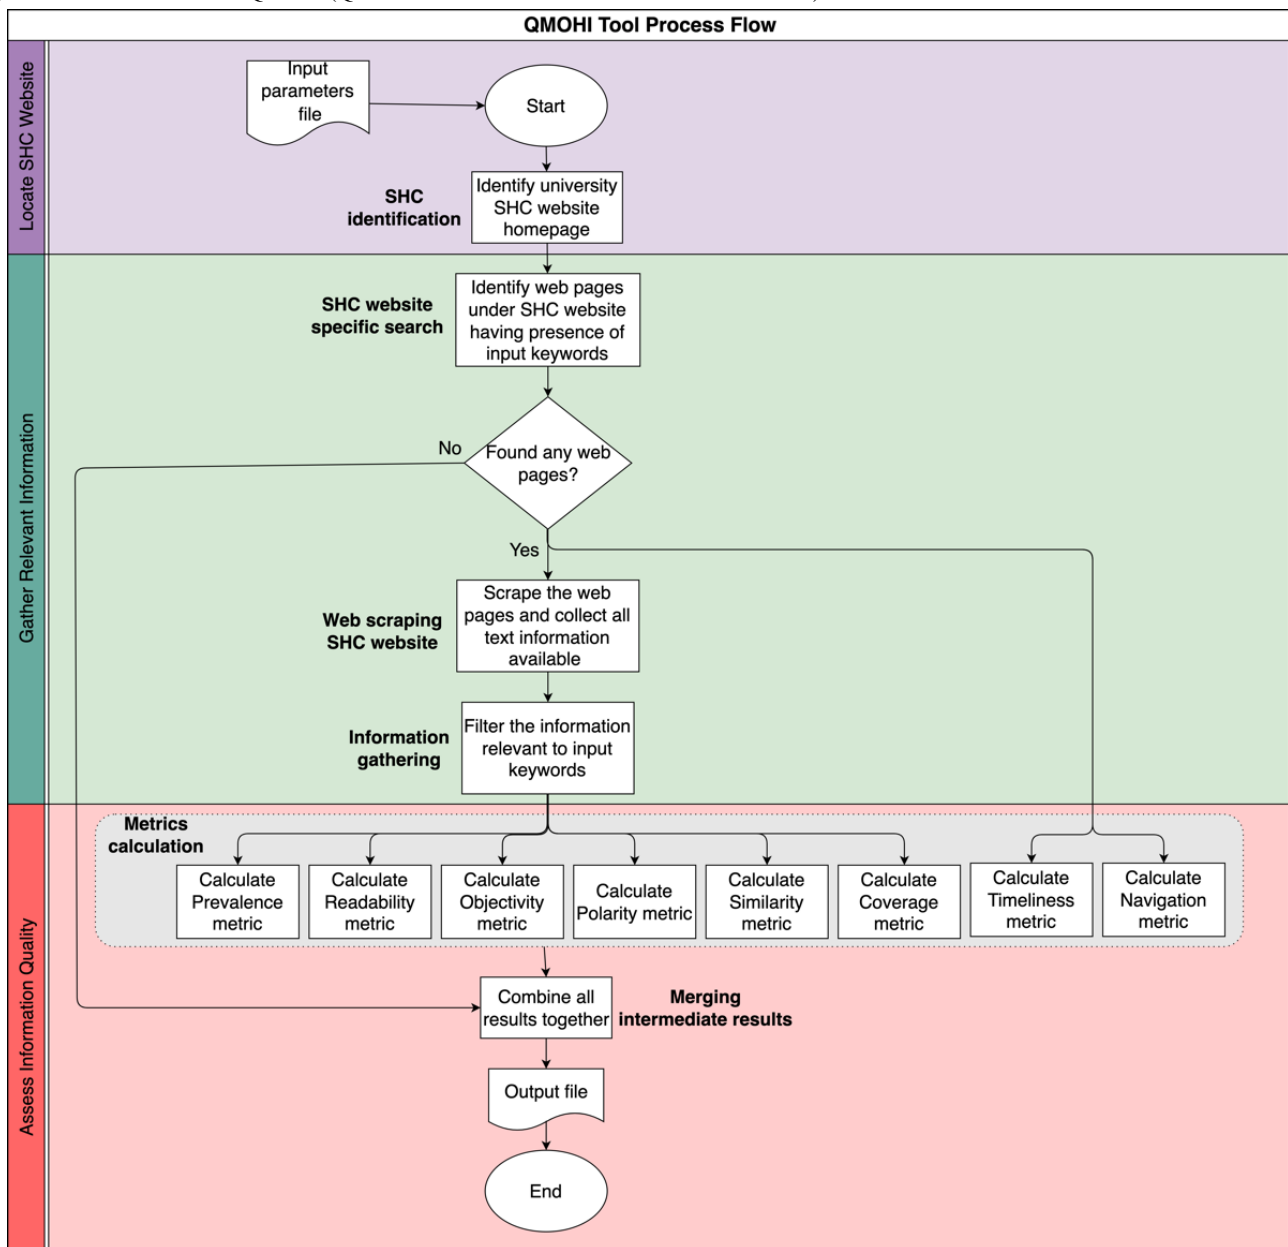 QMOHI Tool Process Flow
Locate SHC Website
Input
parameters
file
Start
SHC
identification
Identify university
SHC website
homepage
Gather Relevant Information
SHC website
specific search
Identify web pages
under SHC website
having presence of
input keywords
No
Found any web
pages?
Yes
Web scraping
SHC website
Scrape the web
pages and collect all
text information
available
Information
gathering
Filter the information
relevant to input
keywords
Assess Information Quality
Metrics
calculation
Calculate
Prevalence
metric
Calculate
Readability
metric
Calculate
Objectivity
metric
Calculate
Polarity metric
Calculate
Similarity
metric
Calculate
Coverage
metric
Calculate
Timeliness
metric
Calculate
Navigation
metric
Combine all
results together
Merging
intermediate results
Output file
End